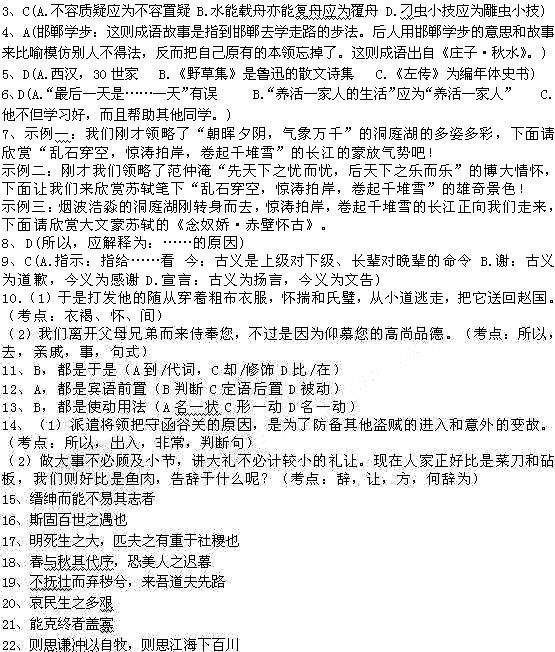 3、C(A.不容质疑应为不容置疑 B.水能载舟亦能复舟应为覆舟 D.刁虫小技应为雕虫小技)
4、A(邯郸学步：这则成语故事是指到邯郸去学走路的步法。后人用邯郸学步的意思和故事
来比喻模仿别人不得法，反而把自己原有的本领忘掉了。这则成语出自《庄子·秋水》。)
5、D(A.西汉，30世家 B.《野草集》是鲁迅的散文诗集 C.《左传》为编年体史书)
6、D(A.“最后一天是……一天”有误 B.“养活一家人的生活”应为“养活一家人” C.
他不但学习好，而且帮助其他同学。)
7、示例一：我们刚才领略了“朝晖夕阴，气象万千”的洞庭湖的多姿多彩，下面请
欣赏“乱石穿空，惊涛拍岸，卷起千堆雪”的长江的豪放气势吧！
示例二：刚才我们领略了范仲淹“先天下之忧而忧，后天下之乐而乐”的博大情怀，
下面让我们来欣赏苏轼笔下“乱石穿空，惊涛拍岸，卷起千堆雪”的雄奇景色！
示例三：烟波浩淼的洞庭湖刚转身而去，惊涛拍岸，卷起千堆雪的长江正向我们走来，
下面请欣赏大文豪苏轼的《念奴娇·赤壁怀古》。
8、D(所以，应解释为：……的原因)
9、C(A.指示：指给……看 今：古义是上级对下级、长辈对晚辈的命令 B.谢：古义
为道歉，今义为感谢 D.宣言：古义为扬言，今义为文告)
10.（1）于是打发他的随从穿着粗布衣服，怀揣和氏璧，从小道逃走，把它送回赵国。
（考点：衣褐、怀、间）
（2）我们离开父母兄弟而来侍奉您，不过是因为仰慕您的高尚品德。（考点：所以，
去，亲戚，事，句式）
11、B，都是于是（A到/代词，C却/修饰 D比/在）
12、A，都是宾语前置（B判断 C定语后置 D被动）
13、B，都是使动用法（A名—状 C形—动 D名—动）
14、（1）派遣将领把守函谷关的原因，是为了防备其他盗贼的进入和意外的变故。
（考点：所以，出入，非常，判断句）
（2）做大事不必顾及小节，讲大礼不必计较小的礼让。现在人家正好比是菜刀和砧
板，我们则好比是鱼肉，告辞干什么呢？（考点：辞，让，方，何辞为）
15、缙绅而能不易其志者
16、斯固百世之遇也
17、明死生之大，匹夫之有重于社稷也
18、春与秋其代序，恐美人之迟暮
19、不抚壮而弃秽兮，来吾道夫先路
20、哀民生之多艰
21、能克终者盖寡
22、则思谦冲以自牧，则思江海下百川